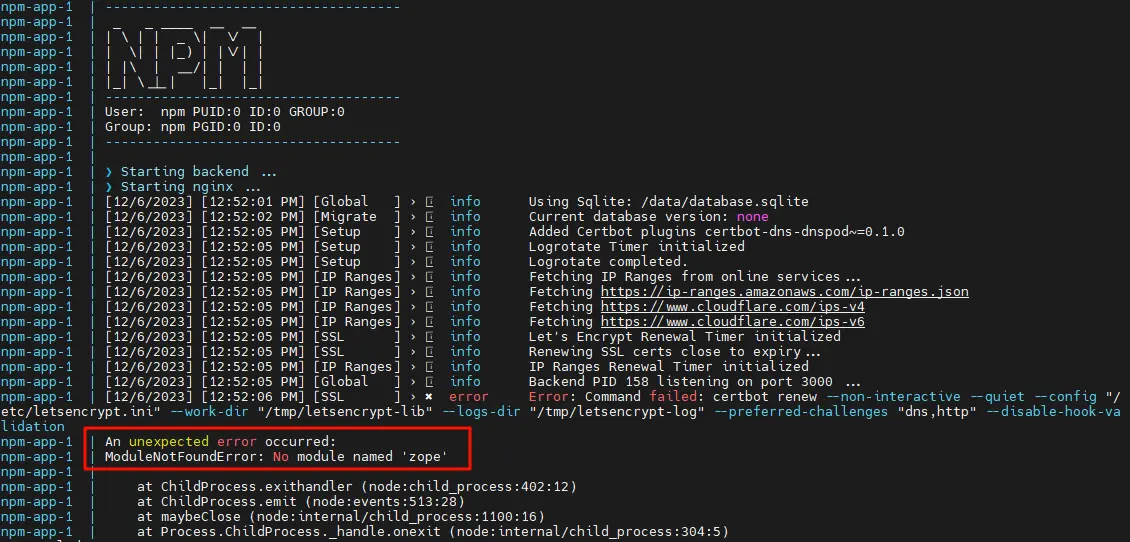 npm-app-1  | -------------------------------------
npm-app-1  |  _   _ ____  __  __
npm-app-1  | | \ | |  _ \|  \/  |
npm-app-1  | |  \| | |_) | |\/| |
npm-app-1  | | |\  |  __/| |  | |
npm-app-1  | |_| \_|_|   |_|  |_|
npm-app-1  | -------------------------------------
npm-app-1  | User:  npm PUID:0 ID:0 GROUP:0
npm-app-1  | Group: npm PGID:0 ID:0
npm-app-1  | -------------------------------------
npm-app-1  |
npm-app-1  | ❯ Starting backend ...
npm-app-1  | ❯ Starting nginx ...
npm-app-1  | [12/6/2023] [12:52:01 PM] [Global   ] › info      Using Sqlite: /data/database.sqlite
npm-app-1  | [12/6/2023] [12:52:02 PM] [Migrate  ] › info      Current database version: none
npm-app-1  | [12/6/2023] [12:52:05 PM] [Setup    ] › info      Added Certbot plugins certbot-dns-dnspod~=0.1.0
npm-app-1  | [12/6/2023] [12:52:05 PM] [Setup    ] › info      Logrotate Timer initialized
npm-app-1  | [12/6/2023] [12:52:05 PM] [Setup    ] › info      Logrotate completed.
npm-app-1  | [12/6/2023] [12:52:05 PM] [IP Ranges] › info      Fetching IP Ranges from online services...
npm-app-1  | [12/6/2023] [12:52:05 PM] [IP Ranges] › info      Fetching https://ip-ranges.amazonaws.com/ip-ranges.json
npm-app-1  | [12/6/2023] [12:52:05 PM] [IP Ranges] › info      Fetching https://www.cloudflare.com/ips-v4
npm-app-1  | [12/6/2023] [12:52:05 PM] [IP Ranges] › info      Fetching https://www.cloudflare.com/ips-v6
npm-app-1  | [12/6/2023] [12:52:05 PM] [SSL      ] › info      Let's Encrypt Renewal Timer initialized
npm-app-1  | [12/6/2023] [12:52:05 PM] [SSL      ] › info      Renewing SSL certs close to expiry...
npm-app-1  | [12/6/2023] [12:52:05 PM] [IP Ranges] › info      IP Ranges Renewal Timer initialized
npm-app-1  | [12/6/2023] [12:52:05 PM] [Global   ] › info      Backend PID 158 listening on port 3000 ...
npm-app-1  | [12/6/2023] [12:52:06 PM] [SSL      ] › ✖  error     Error: Command failed: certbot renew --non-interactive --quiet --config "/
etc/letsencrypt.ini" --work-dir "/tmp/letsencrypt-lib" --logs-dir "/tmp/letsencrypt-log" --preferred-challenges "dns,http" --disable-hook-va
lidation
npm-app-1  | An unexpected error occurred:
npm-app-1  | ModuleNotFoundError: No module named 'zope'
npm-app-1  |
npm-app-1  |     at ChildProcess.exithandler (node:child_process:402:12)
npm-app-1  |     at ChildProcess.emit (node:events:513:28)
npm-app-1  |     at maybeClose (node:internal/child_process:1100:16)
npm-app-1  |     at Process.ChildProcess._handle.onexit (node:internal/child_process:304:5)